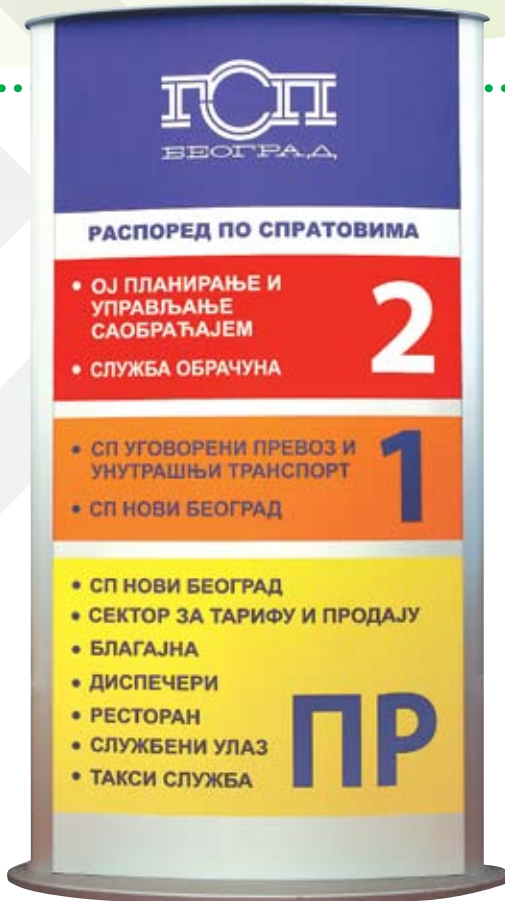 ГСП
БЕОГРАД
РАСПОРЕД ПО СПРАТОВИМА
• ОЈ ПЛАНИРАЊЕ И
УПРАВЉАЊЕ
САОБРАЋАЈЕМ
• СЛУЖБА ОБРАЧУНА
2
• СП УГОВОРЕНИ ПРЕВОЗ И
УНУТРАШЊИ ТРАНСПОРТ
• СП НОВИ БЕОГРАД
1
• СП НОВИ БЕОГРАД
• СЕКТОР ЗА ТАРИФУ И ПРОДАЈУ
• БЛАГАЈНА
• ДИСПЕЧЕРИ
• РЕСТОРАН
• СЛУЖБЕНИ УЛАЗ
• ТАКСИ СЛУЖБА
ПР